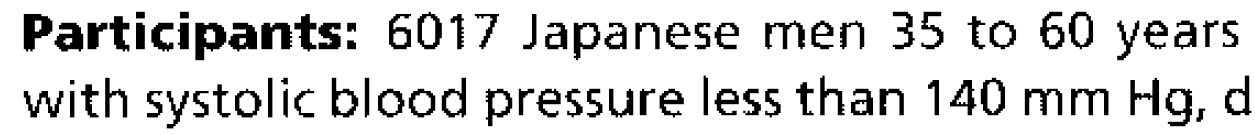 Participants: 6017 Japanese men 35 to 60 years
with systolic blood pressure less than 140 mm Hg, d